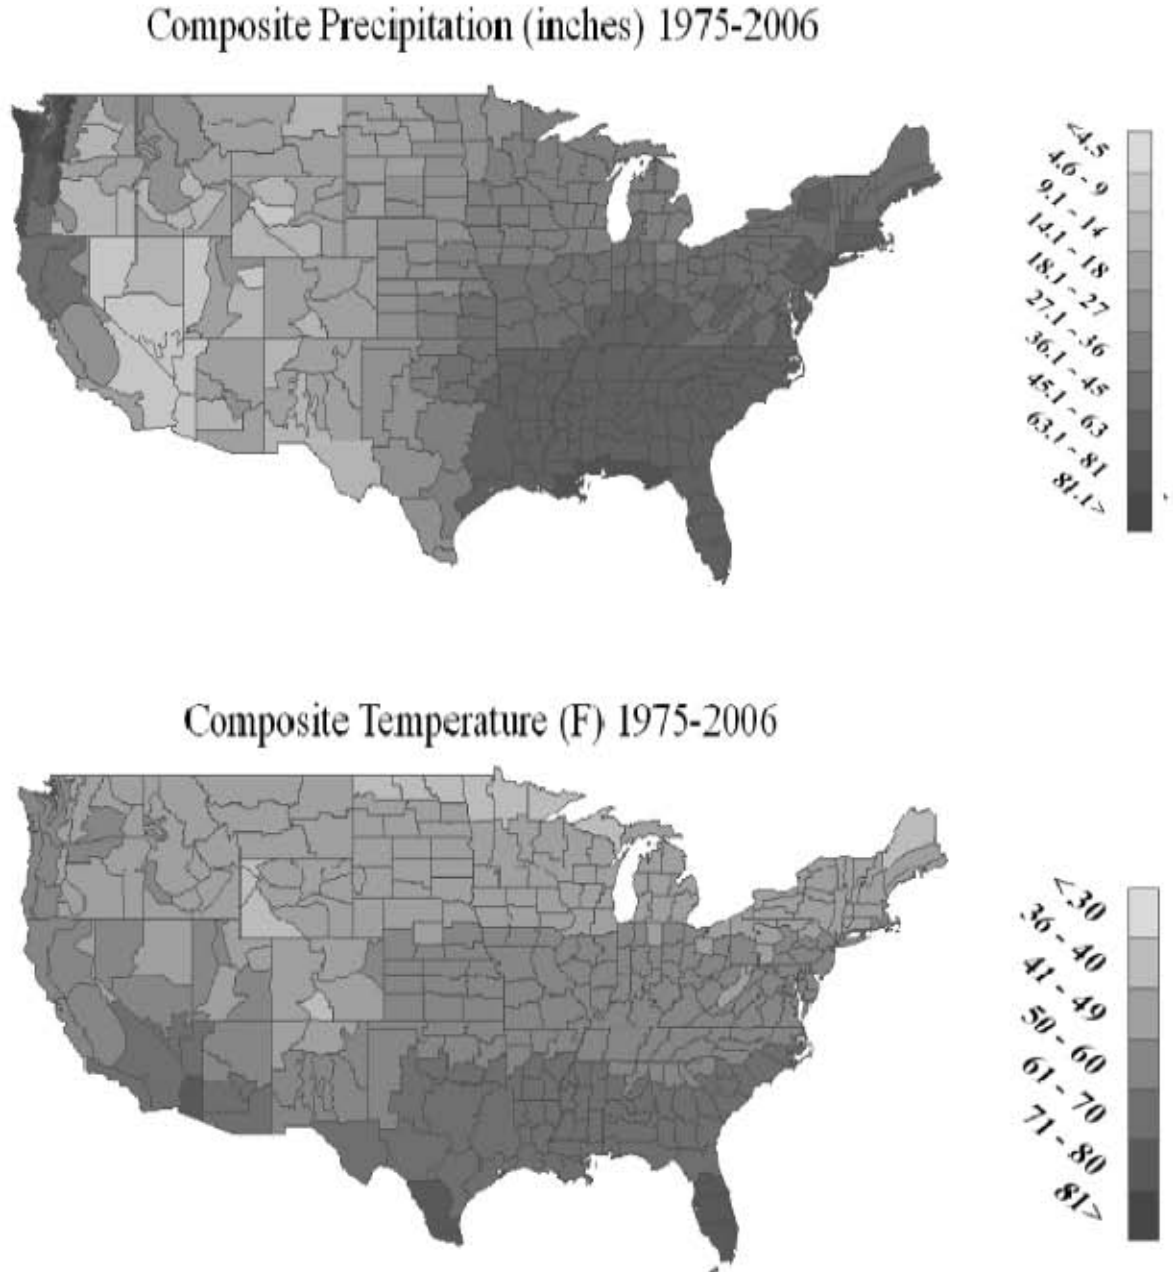 Composite Precipitation (inches) 1975-2006
<4.5
4.6 - 9
9.1 - 14
14.1 - 18
18.1 - 27
27.1 - 36
36.1 - 45
45.1 - 63
63.1 - 81
81.1>
Composite Temperature (F) 1975-2006
<.30
36 - 40
41 - 49
50 - 60
61 - 70
71 - 80
81>